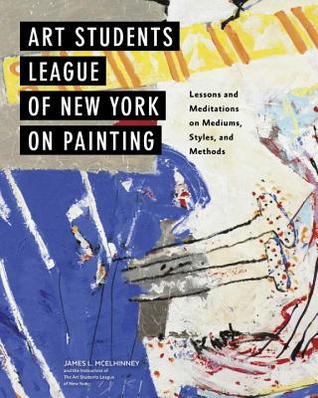 ART STUDENTS
LEAGUE
OF NEW YORK
ON PAINTING
Lessons and
Meditations
on Mediums,
Styles, and
Methods
JAMES L. MCELHINNEY
and the Instructors of
The Art Students League
of New York